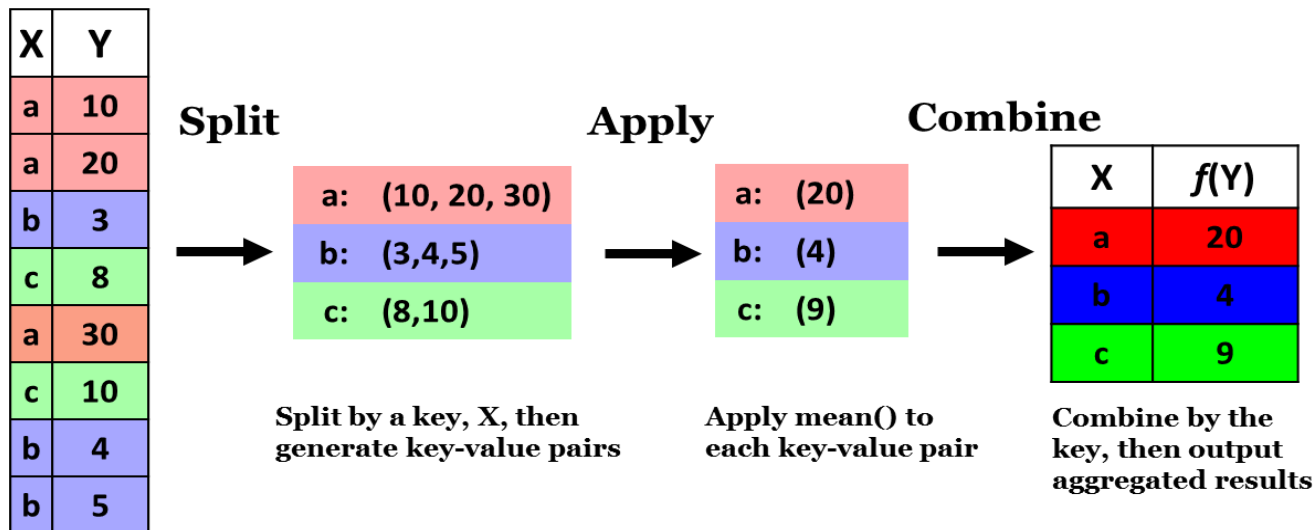 X Y
a 10
a 20
b 3
c 8
a 30
c 10
b 4
b 5
Split
a: (10, 20, 30)
b: (3,4,5)
c: (8,10)
Split by a key, X, then
generate key-value pairs
Apply
a: (20)
b: (4)
c: (9)
Apply mean() to
each key-value pair
Combine
X f(Y)
a 20
b 4
c 9
Combine by the
key, then output
aggregated results